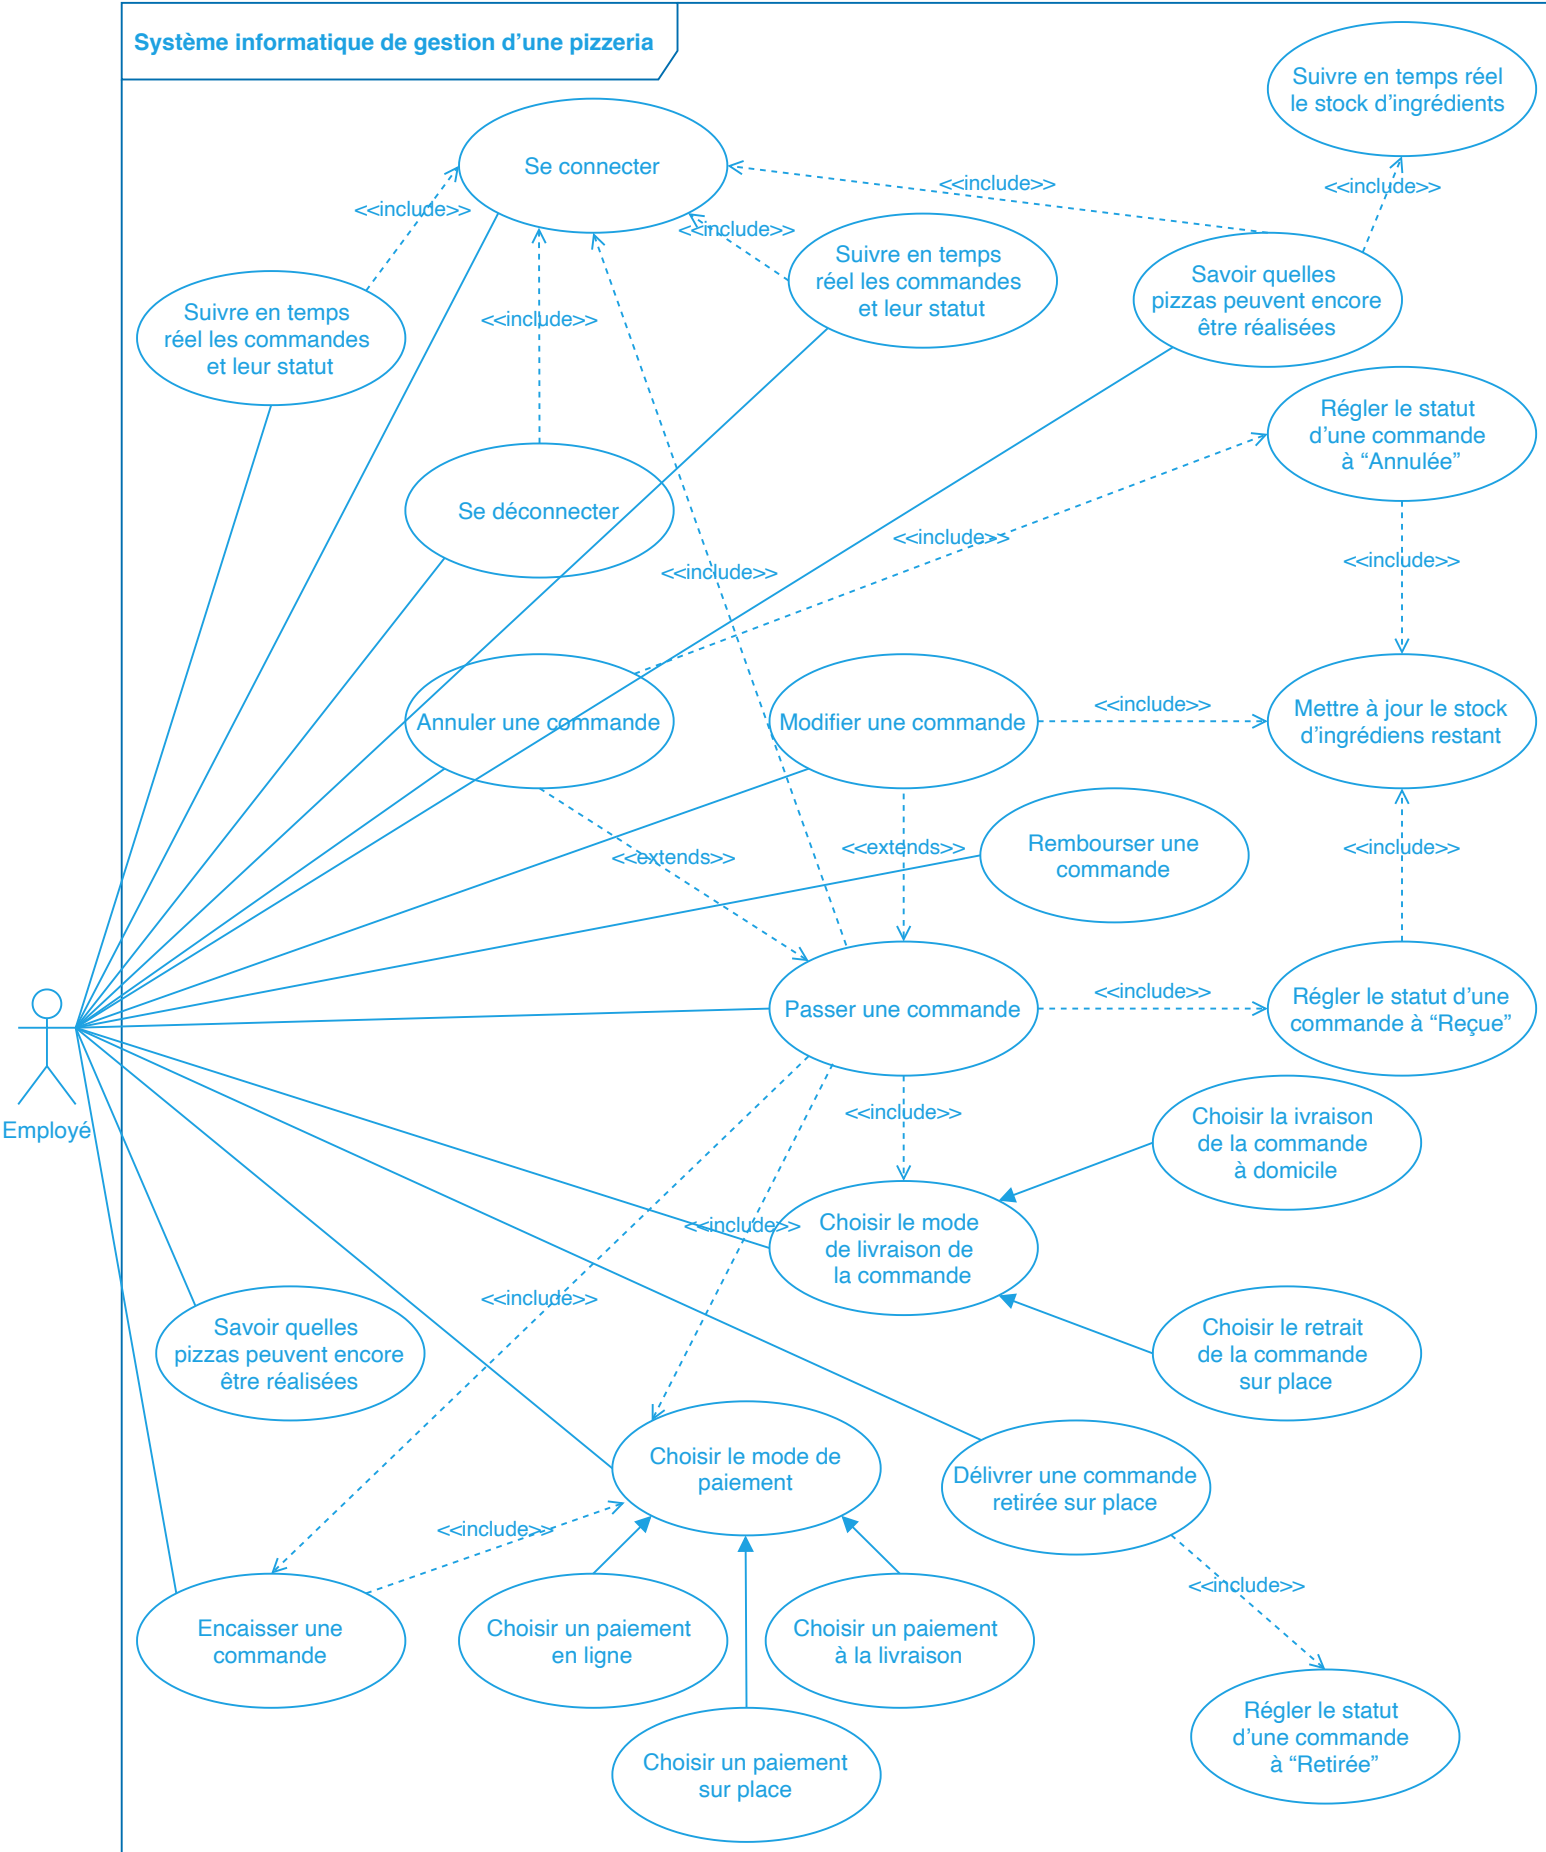 Système informatique de gestion d’une pizzeria
Suivre en temps réel
le stock d’ingrédients
Se connecter
<<include>>
<<include>>
<<include>>
<<include>>
Suivre en temps
réel les commandes
et leur statut
Savoir quelles
pizzas peuvent encore
être réalisées
Suivre en temps
réel les commandes
et leur statut
<<include>>
Régler le statut
d’une commande
à “Annulée”
Se déconnecter
<<include>>
<<include>>
<<include>>
Annuler une commande
Modifier une commande
<<include>>
Mettre à jour le stock
d’ingrédiens restant
<<extends>>
<<extends>>
Rembourser une
commande
<<include>>
Passer une commande
<<include>>
Régler le statut d’une
commande à “Reçue”
Employé
<<include>>
Choisir la ivraison
de la commande
à domicile
<<include>>
Choisir le mode
de livraison de
la commande
<<include>>
Savoir quelles
pizzas peuvent encore
être réalisées
Choisir le retrait
de la commande
sur place
Choisir le mode de
paiement
Délivrer une commande
retirée sur place
<<include>>
<<include>>
Encaisser une
commande
Choisir un paiement
en ligne
Choisir un paiement
à la livraison
Régler le statut
d’une commande
à “Retirée”
Choisir un paiement
sur place